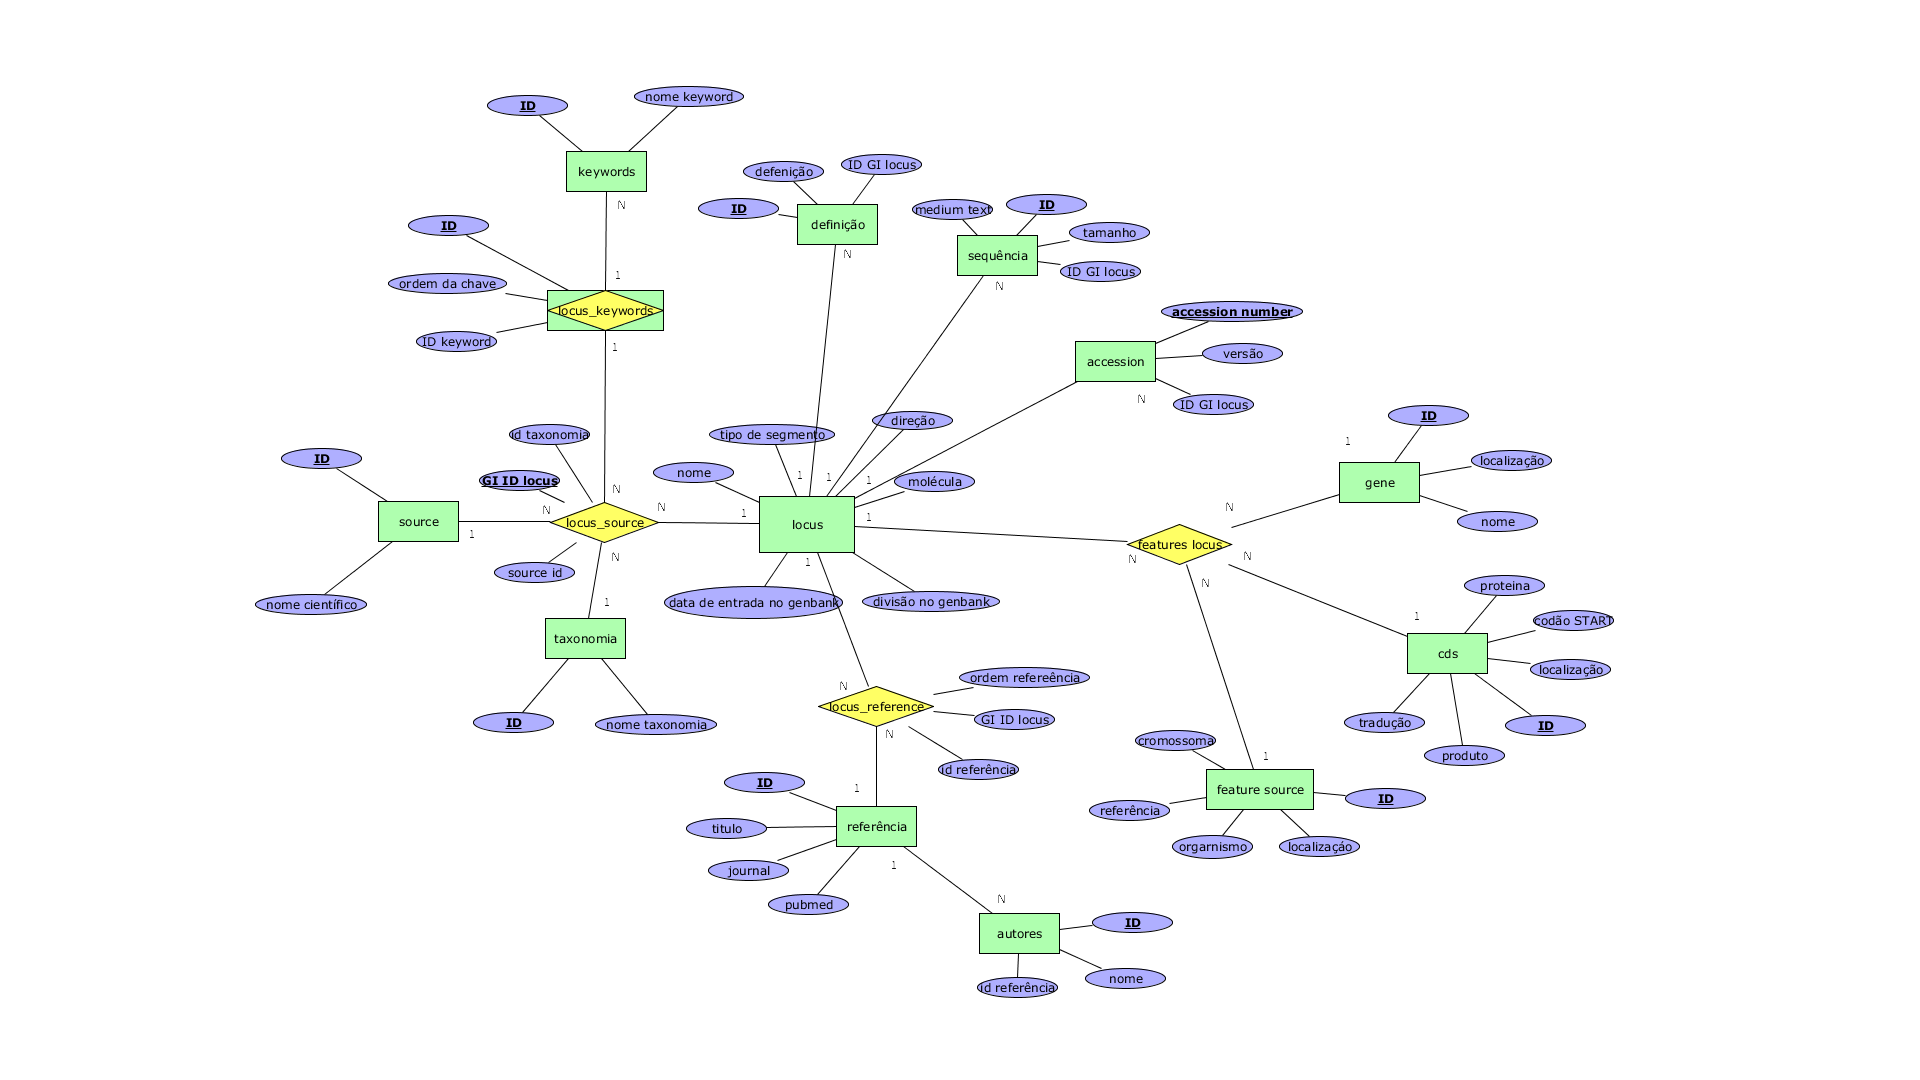 nome keyword
ID
keywords
N
defenição
ID GI locus
ID
definição
N
medium text
ID
tamanho
sequência
ID GI locus
N
ID
ordem da chave
1
locus_keywords
ID keyword
1
accession number
versão
accession
ID GI locus
N
id taxonomia
GI ID locus
N
N
N
locus_source
source id
N
ID
source
1
nome científico
1
taxonomia
ID
nome taxonomia
tipo de segmento
direção
nome
molécula
1
1
1
1
1
locus
1
data de entrada no genbank
divisão no genbank
ID
1
localização
gene
nome
N
features locus
N
N
N
proteina
codão START
1
cds
localização
tradução
ID
produto
cromossoma
1
feature source
ID
referência
orgarnismo
localizaçáo
N
ordem refereência
locus_reference
GI ID locus
N
id referência
ID
1
titulo
referência
journal
1
pubmed
N
autores
ID
nome
id referência